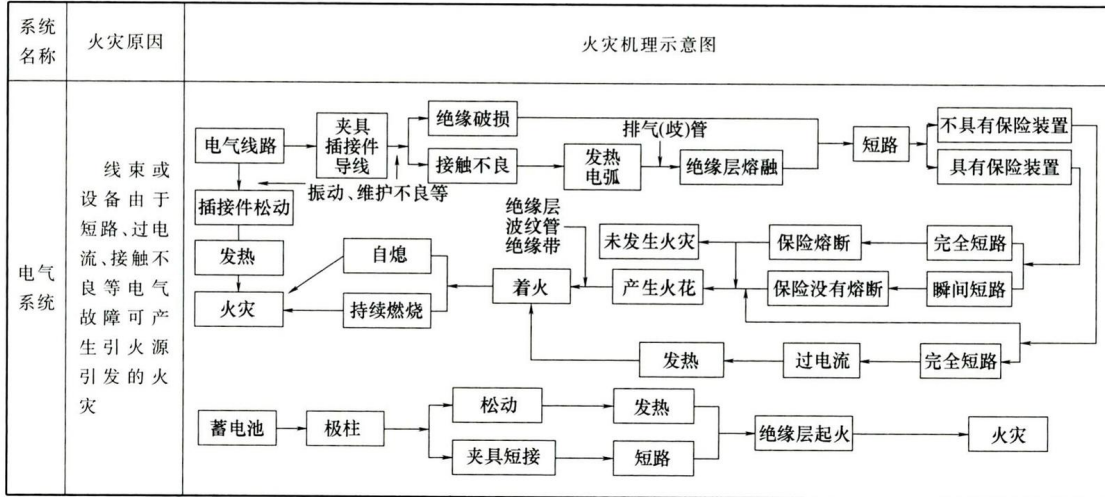 系统
名称
火灾原因
火灾机理示意图
电气
系统
线束或
设备由于
短路、过电
流、接触不
良等电气
故障可产
生引火源
引发的火
灾
电气线路
夹具
插接件
导线
绝缘破损
接触不良
振动、维护不良等
发热
电弧
排气(歧)管
绝缘层熔融
短路
不具有保险装置
具有保险装置
插接件松动
发热
火灾
自熄
持续燃烧
着火
绝缘层
波纹管
绝缘带
未发生火灾
产生火花
保险熔断
保险没有熔断
完全短路
瞬间短路
发热
过电流
完全短路
蓄电池
极柱
松动
发热
夹具短接
短路
绝缘层起火
火灾